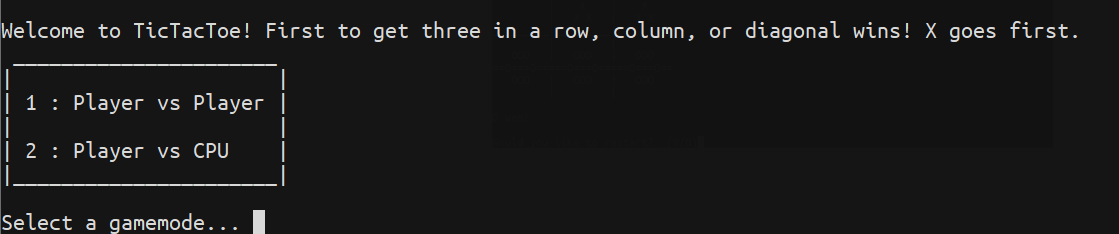 Welcome to TicTacToe! First to get three in a row, column, or diagonal wins! X goes first.
 ______________________
|                      |
| 1 : Player vs Player |
|                      |
| 2 : Player vs CPU    |
|______________________|
Select a gamemode...